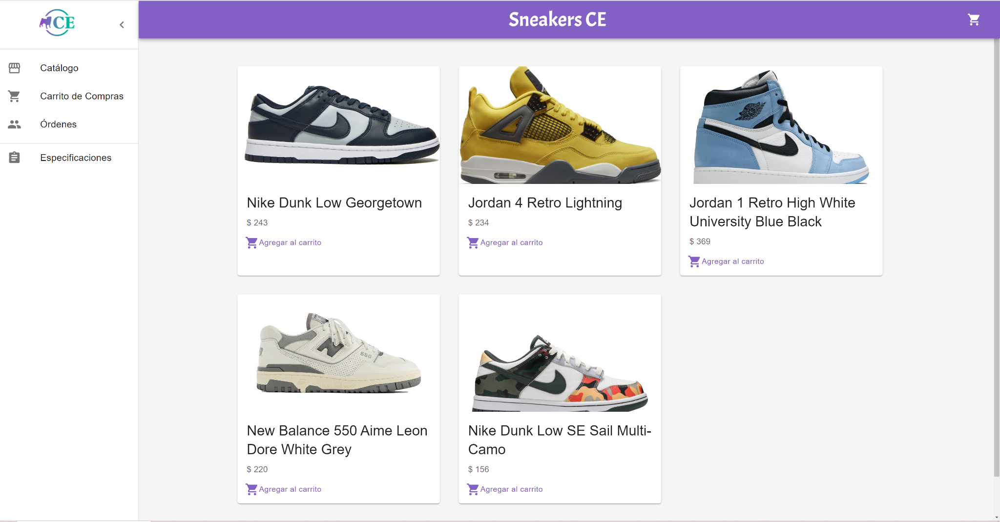 CE
Sneakers CE
Catálogo
Carrito de Compras
Órdenes
Especificaciones
Nike Dunk Low Georgetown
$ 243
Agregar al carrito
Jordan 4 Retro Lightning
$ 234
Agregar al carrito
Jordan 1 Retro High White
University Blue Black
$ 369
Agregar al carrito
550
New Balance 550 Aime Leon
Dore White Grey
$ 220
Agregar al carrito
Nike Dunk Low SE Sail Multi-
Camo
$ 156
Agregar al carrito